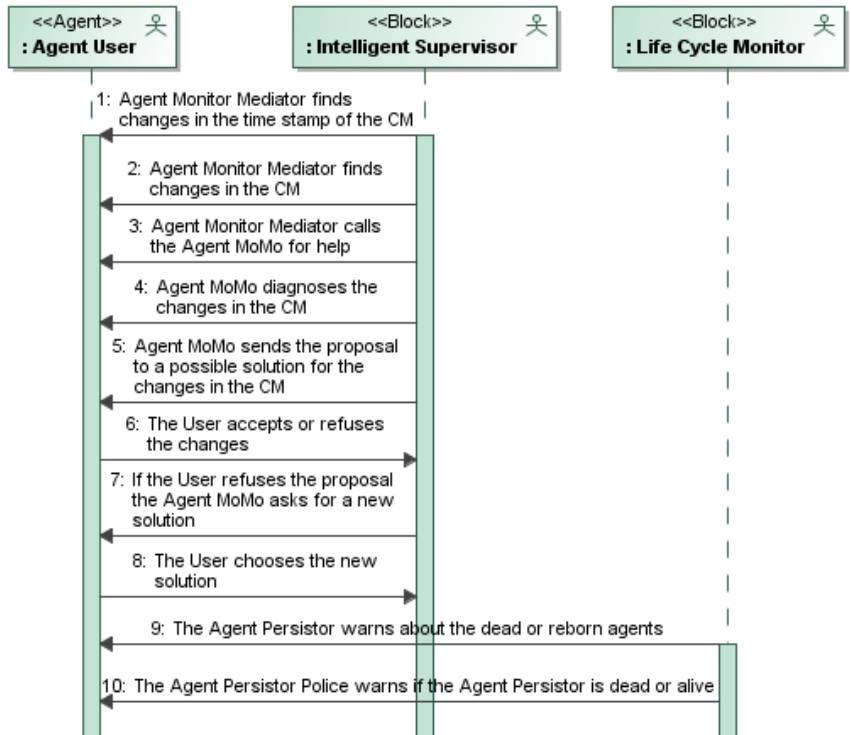 <<Agent>>
: Agent User
<<Block>>
: Intelligent Supervisor
<<Block>>
: Life Cycle Monitor
1: Agent Monitor Mediator finds
changes in the time stamp of the CM
2: Agent Monitor Mediator finds
changes in the CM
3: Agent Monitor Mediator calls
the Agent MoMo for help
4: Agent MoMo diagnoses the
changes in the CM
5: Agent MoMo sends the proposal
to a possible solution for the
changes in the CM
6: The User accepts or refuses
the changes
7: If the User refuses the proposal
the Agent MoMo asks for a new
solution
8: The User chooses the new
solution
9: The Agent Persistor warns about the dead or reborn agents
10: The Agent Persistor Police warns if the Agent Persistor is dead or alive